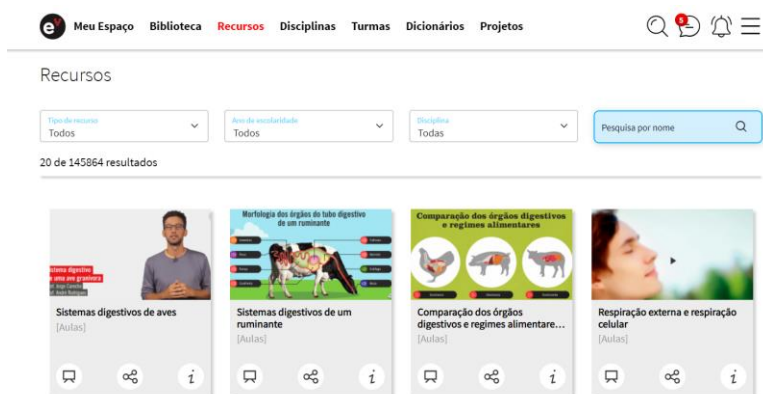 eV Meu Espaço Biblioteca Recursos Disciplinas Turmas Dicionários Projetos 5
Recursos
Tipo de recurso Ano de escolaridade Disciplina
Todos Todos Todas Pesquisa por nome
20 de 145864 resultados
Morfologia dos órgãos do tubo digestivo
de um ruminante
Comparação dos órgãos digestivos
e regimes alimentares
Sistemas digestivos de aves
[Aulas]
Sistemas digestivos de um
ruminante
[Aulas]
Comparação dos órgãos
digestivos e regimes alimentare...
[Aulas]
Respiração externa e respiração
celular
[Aulas]